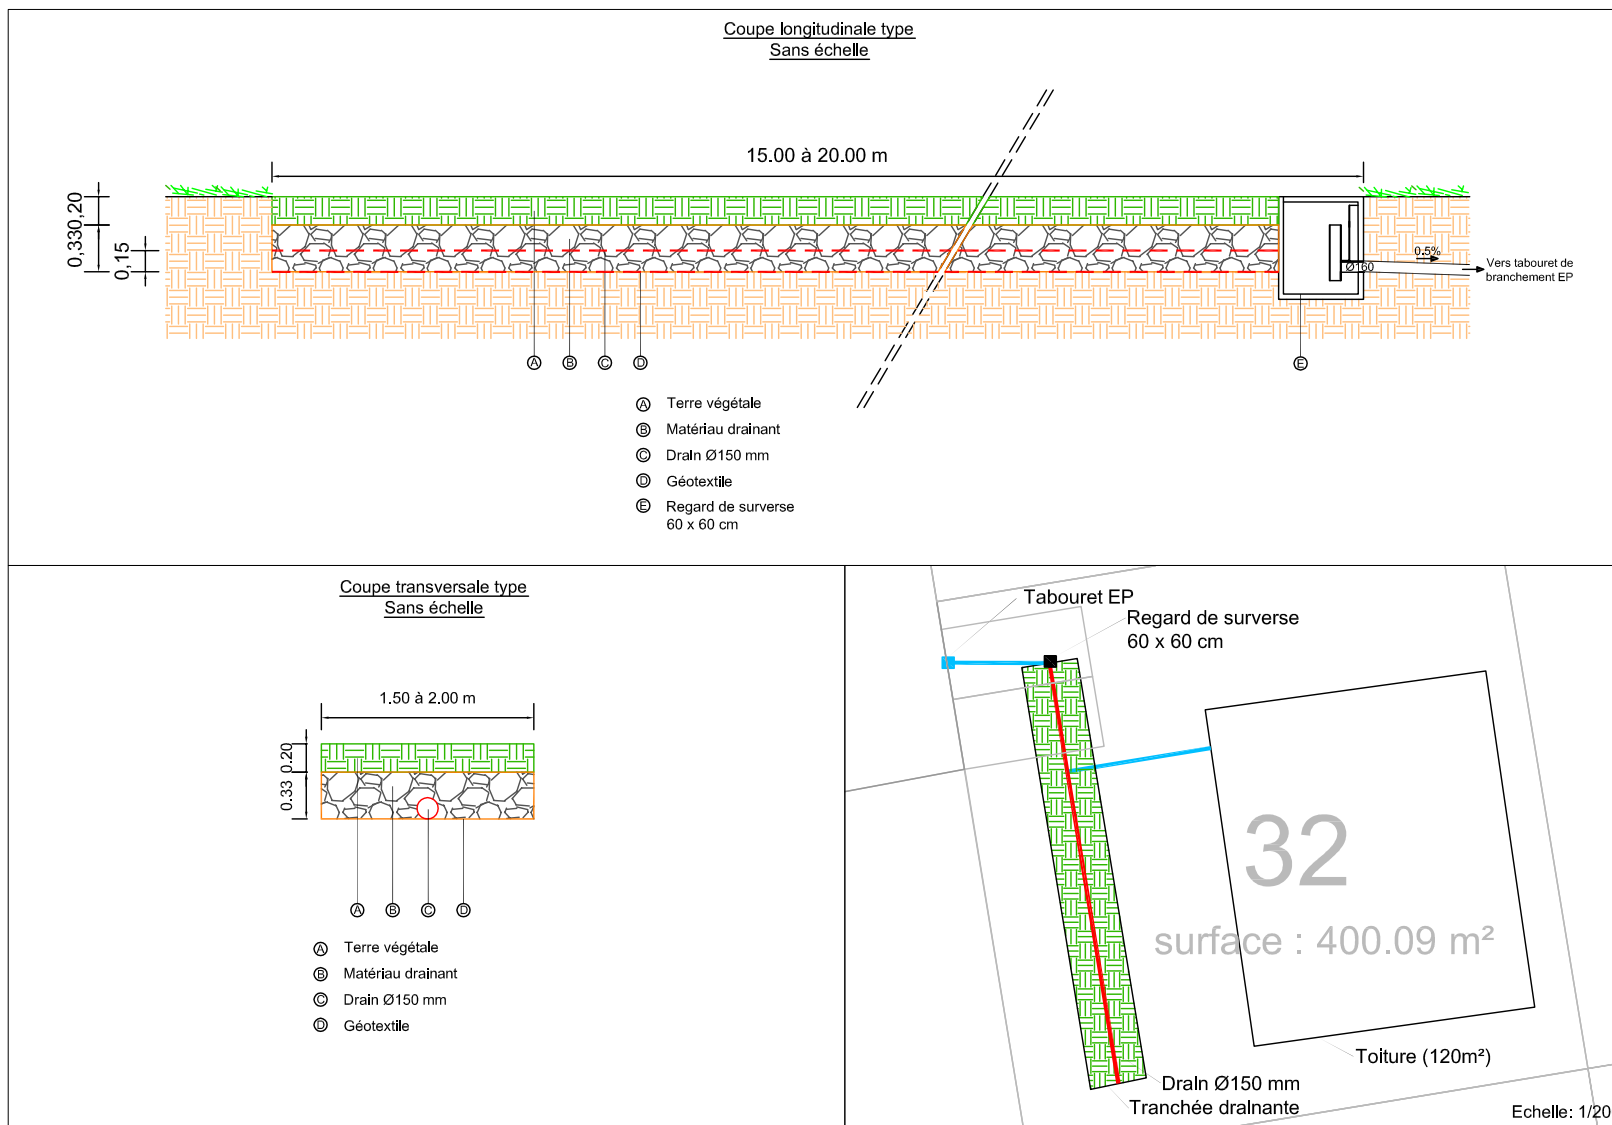 Coupe longitudinale type
Sans échelle
15.00 à 20.00 m
0,20
0,33
0,15
0.5%
Ø160
Vers tabouret de
branchement EP
A
B
C
D
E
A Terre végétale
B Matériau drainant
C Drain Ø150 mm
D Géotextile
E Regard de surverse
60 x 60 cm
Coupe transversale type
Sans échelle
1.50 à 2.00 m
0.20
0.33
A
B
C
D
A Terre végétale
B Matériau drainant
C Drain Ø150 mm
D Géotextile
Tabouret EP
Regard de surverse
60 x 60 cm
32
surface : 400.09 m²
Toiture (120m²)
Drain Ø150 mm
Tranchée drainante
Echelle: 1/20